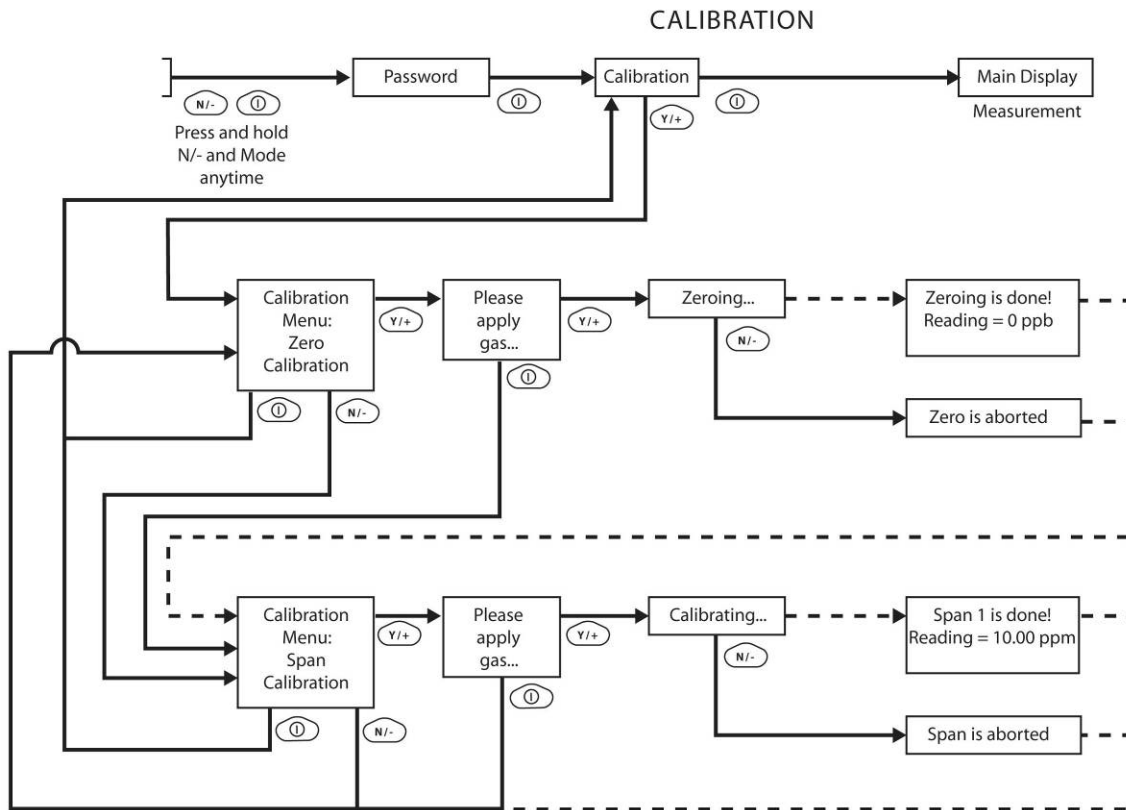 CALIBRATION
Password
Calibration
Main Display
Measurement
N/-
Press and hold
N/- and Mode
anytime
Y/+
Calibration
Menu:
Zero
Calibration
Y/+
Please
apply
gas...
Y/+
Zeroing...
N/-
Zeroing is done!
Reading = 0 ppb
Zero is aborted
N/-
Calibration
Menu:
Span
Calibration
Y/+
Please
apply
gas...
Y/+
Calibrating...
N/-
Span 1 is done!
Reading = 10.00 ppm
Span is aborted
N/-